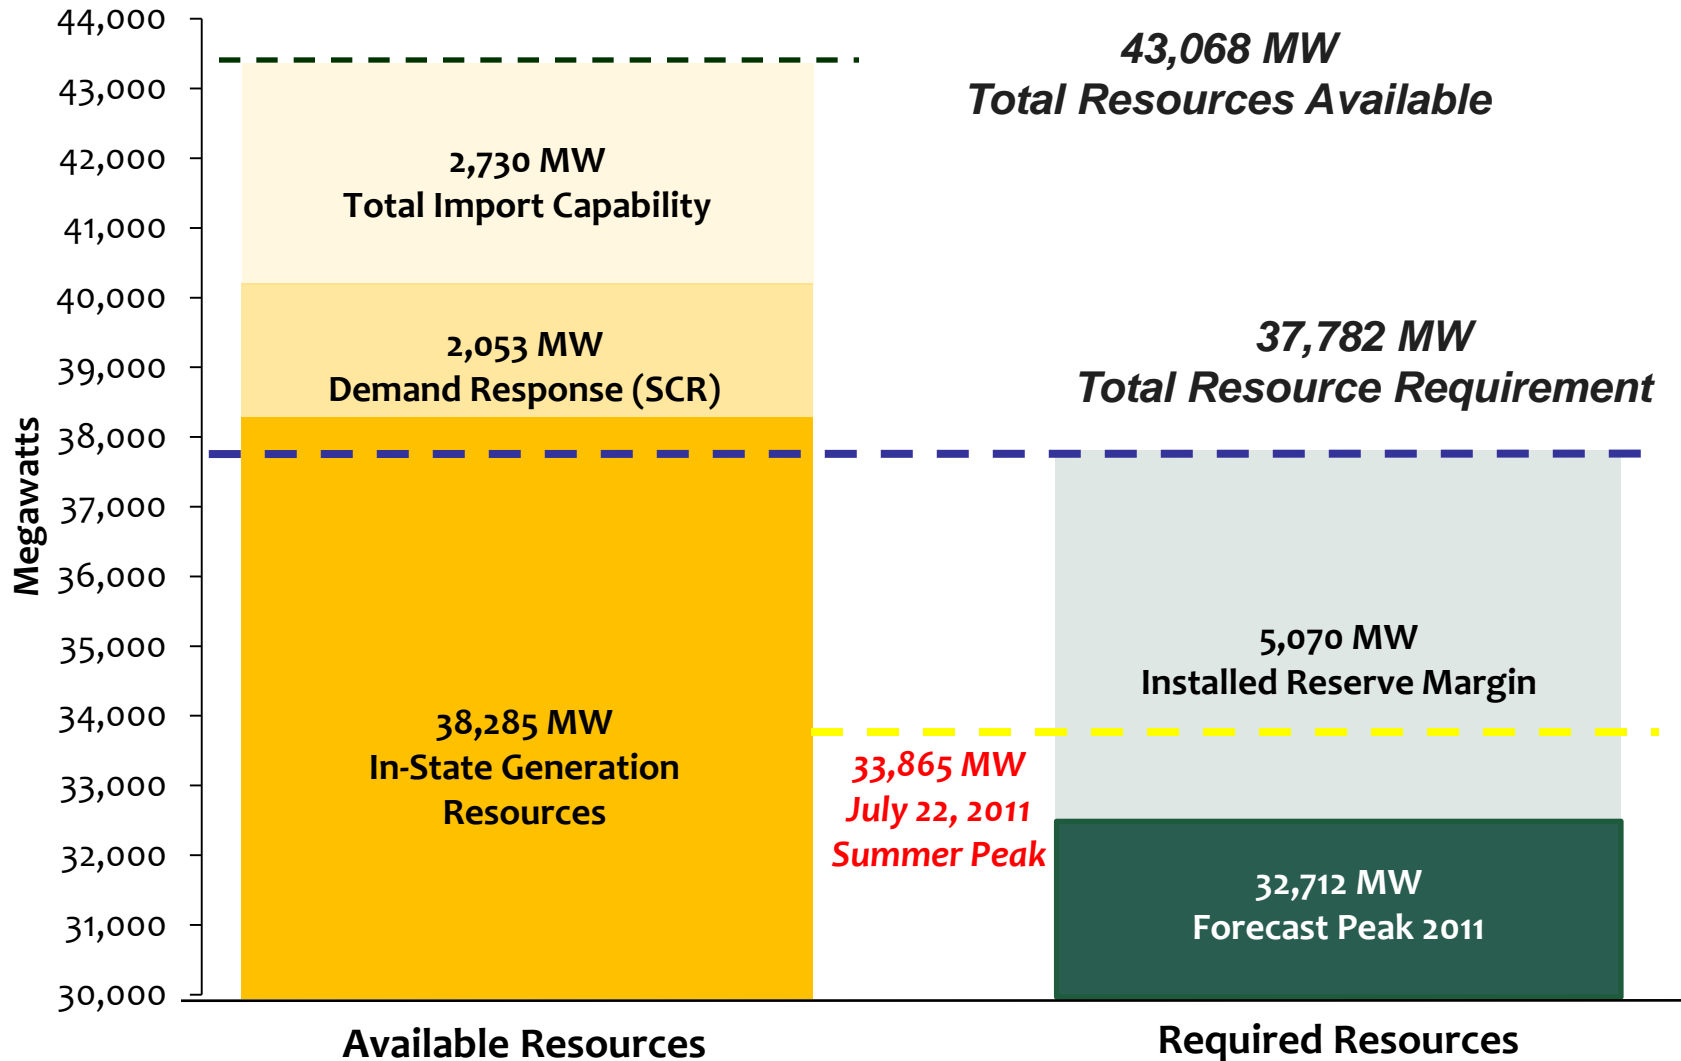 44,000
43,000
42,000
41,000
40,000
39,000
38,000
37,000
36,000
35,000
34,000
33,000
32,000
31,000
30,000
Megawatts
43,068 MW
Total Resources Available
2,730 MW
Total Import Capability
2,053 MW
Demand Response (SCR)
37,782 MW
Total Resource Requirement
38,285 MW
In-State Generation
Resources
5,070 MW
Installed Reserve Margin
33,865 MW
July 22, 2011
Summer Peak
32,712 MW
Forecast Peak 2011
Available Resources
Required Resources